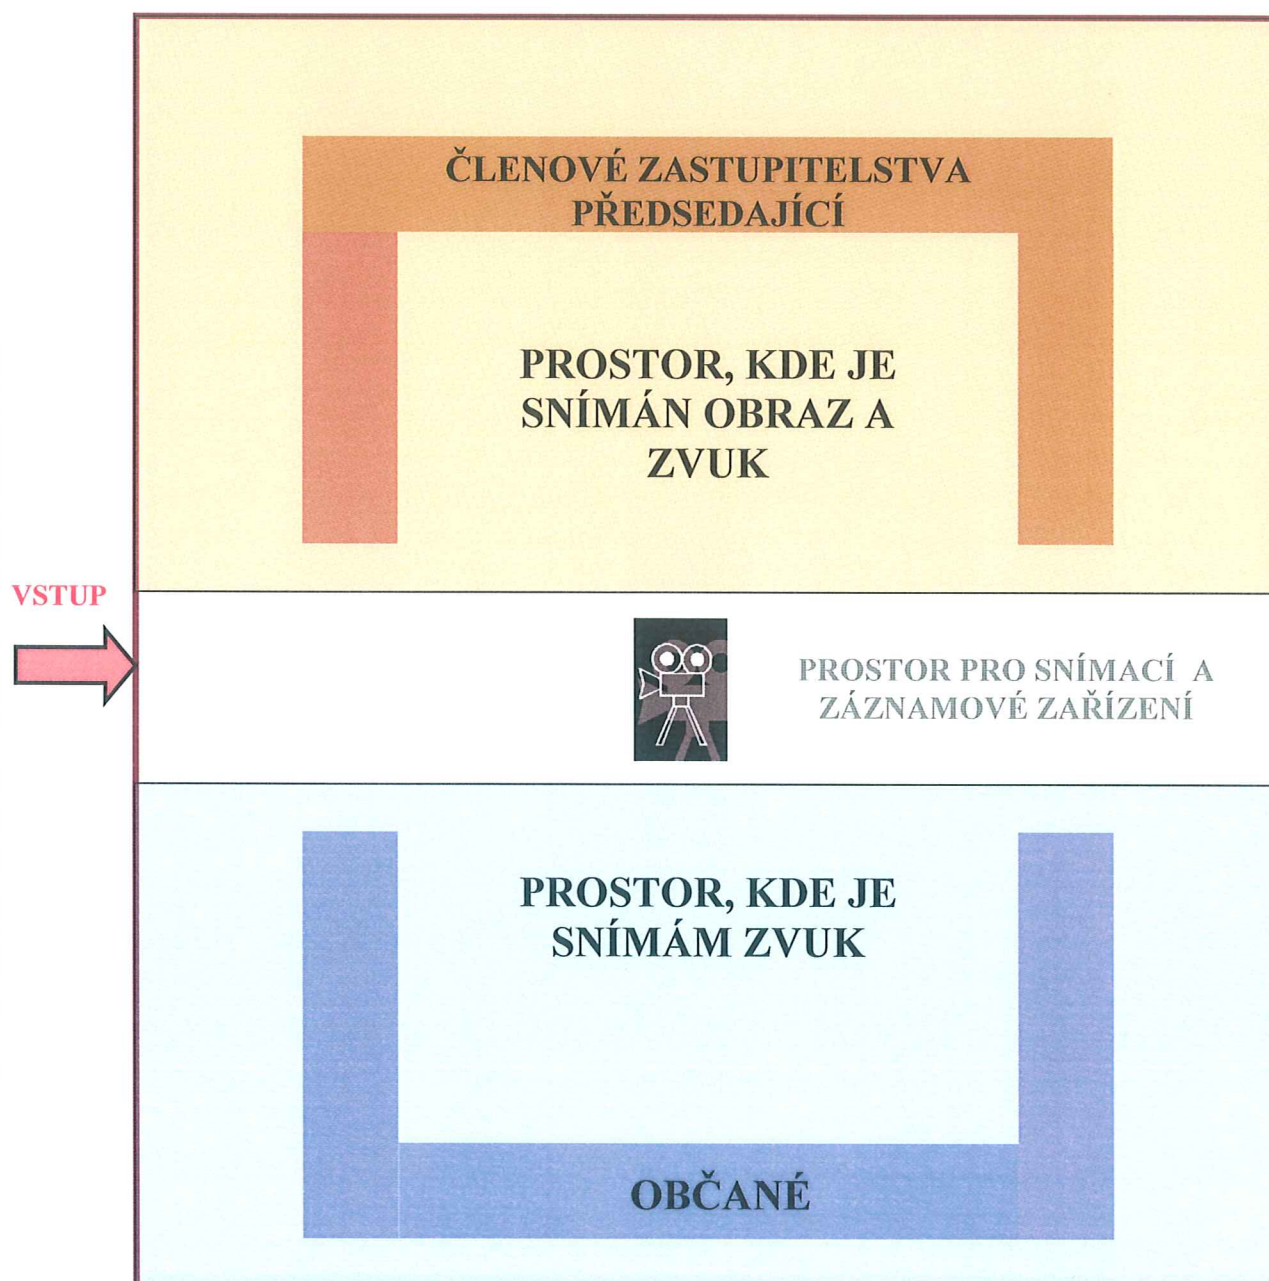 ČLENOVÉ ZASTUPITELSTVA
PŘEDSEDAJÍCÍ
PROSTOR, KDE JE
SNÍMÁN OBRAZ A
ZVUK
VSTUP
PROSTOR PRO SNÍMACÍ A
ZÁZNAMOVÉ ZAŘÍZENÍ
PROSTOR, KDE JE
SNÍMÁM ZVUK
OBČANÉ